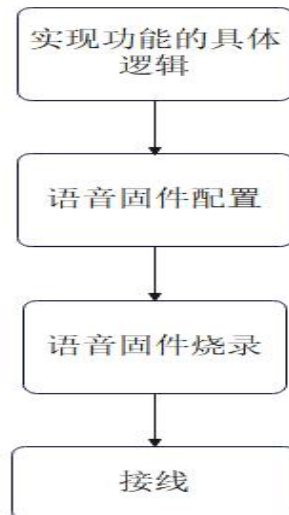 实现功能的具体
逻辑
语音固件配置
语音固件烧录
接线